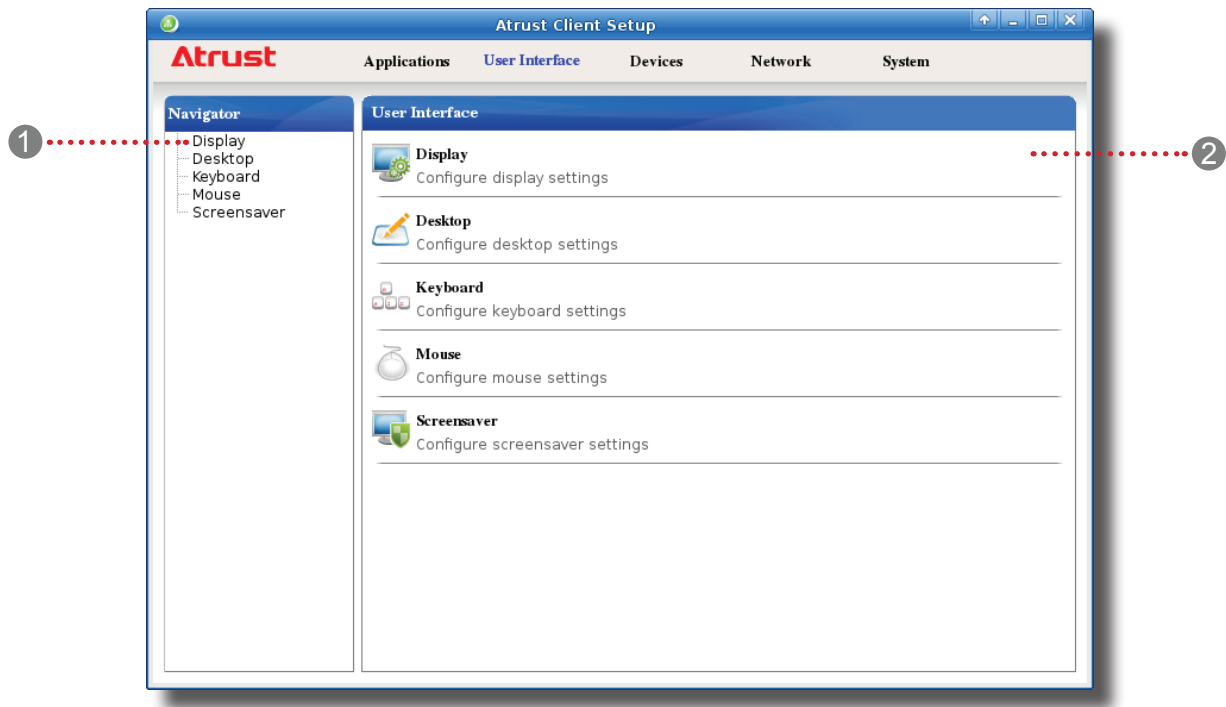 Atrust Client Setup
Atrust
Applications User Interface Devices Network System
Navigator
Display
Desktop
Keyboard
Mouse
Screensaver
1
User Interface
Display
Configure display settings
Desktop
Configure desktop settings
Keyboard
Configure keyboard settings
Mouse
Configure mouse settings
Screensaver
Configure screensaver settings
2